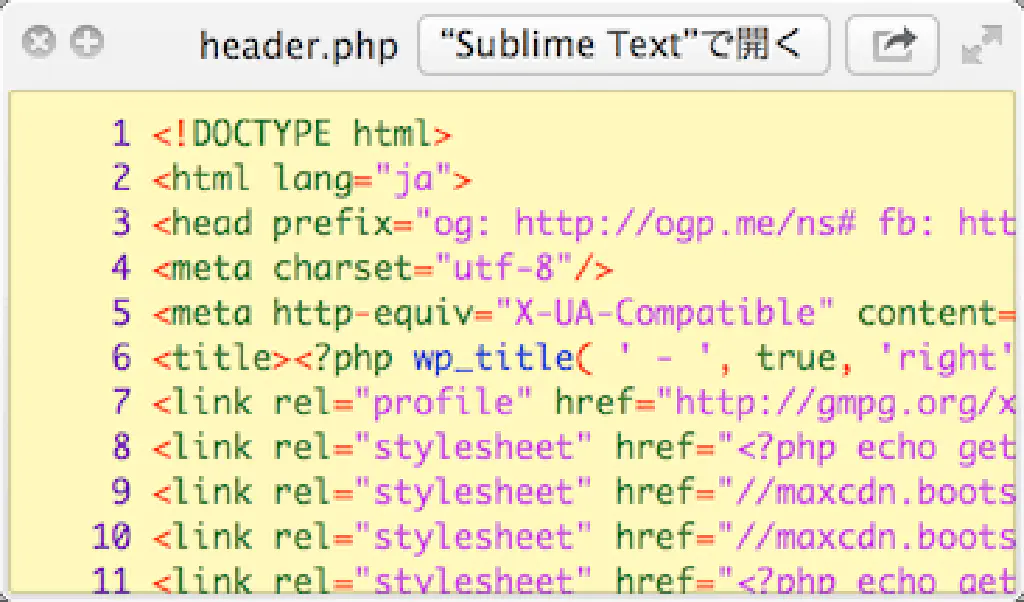 header.php “Sublime Text”で開く
1 <!DOCTYPE html>
2 <html lang="ja">
3 <head prefix="og: http://ogp.me/ns# fb: htt
4 <meta charset="utf-8"/>
5 <meta http-equiv="X-UA-Compatible" content=
6 <title><?php wp_title( ' - ', true, 'right'
7 <link rel="profile" href="http://gmpg.org/x
8 <link rel="stylesheet" href="<?php echo get
9 <link rel="stylesheet" href="//maxcdn.boots
10 <link rel="stylesheet" href="//maxcdn.boots
11 <link rel="stylesheet" href="<?php echo get